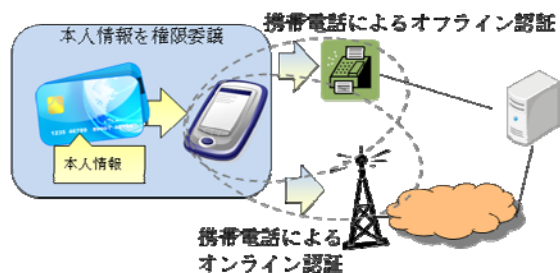 本人情報を権限委譲
携帯電話によるオフライン認証
本人情報
携帯電話による
オンライン認証